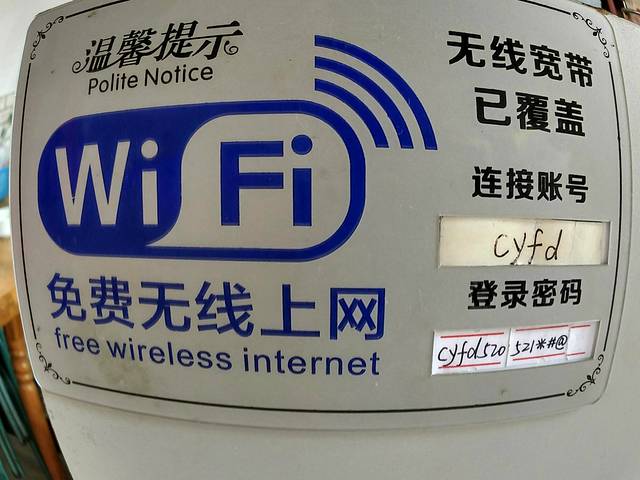 温馨提示
Polite Notice
WiFi
免费无线上网
free wireless internet
无线宽带
已覆盖
连接账号
cyfd
登录密码
cyfd520 521*#@